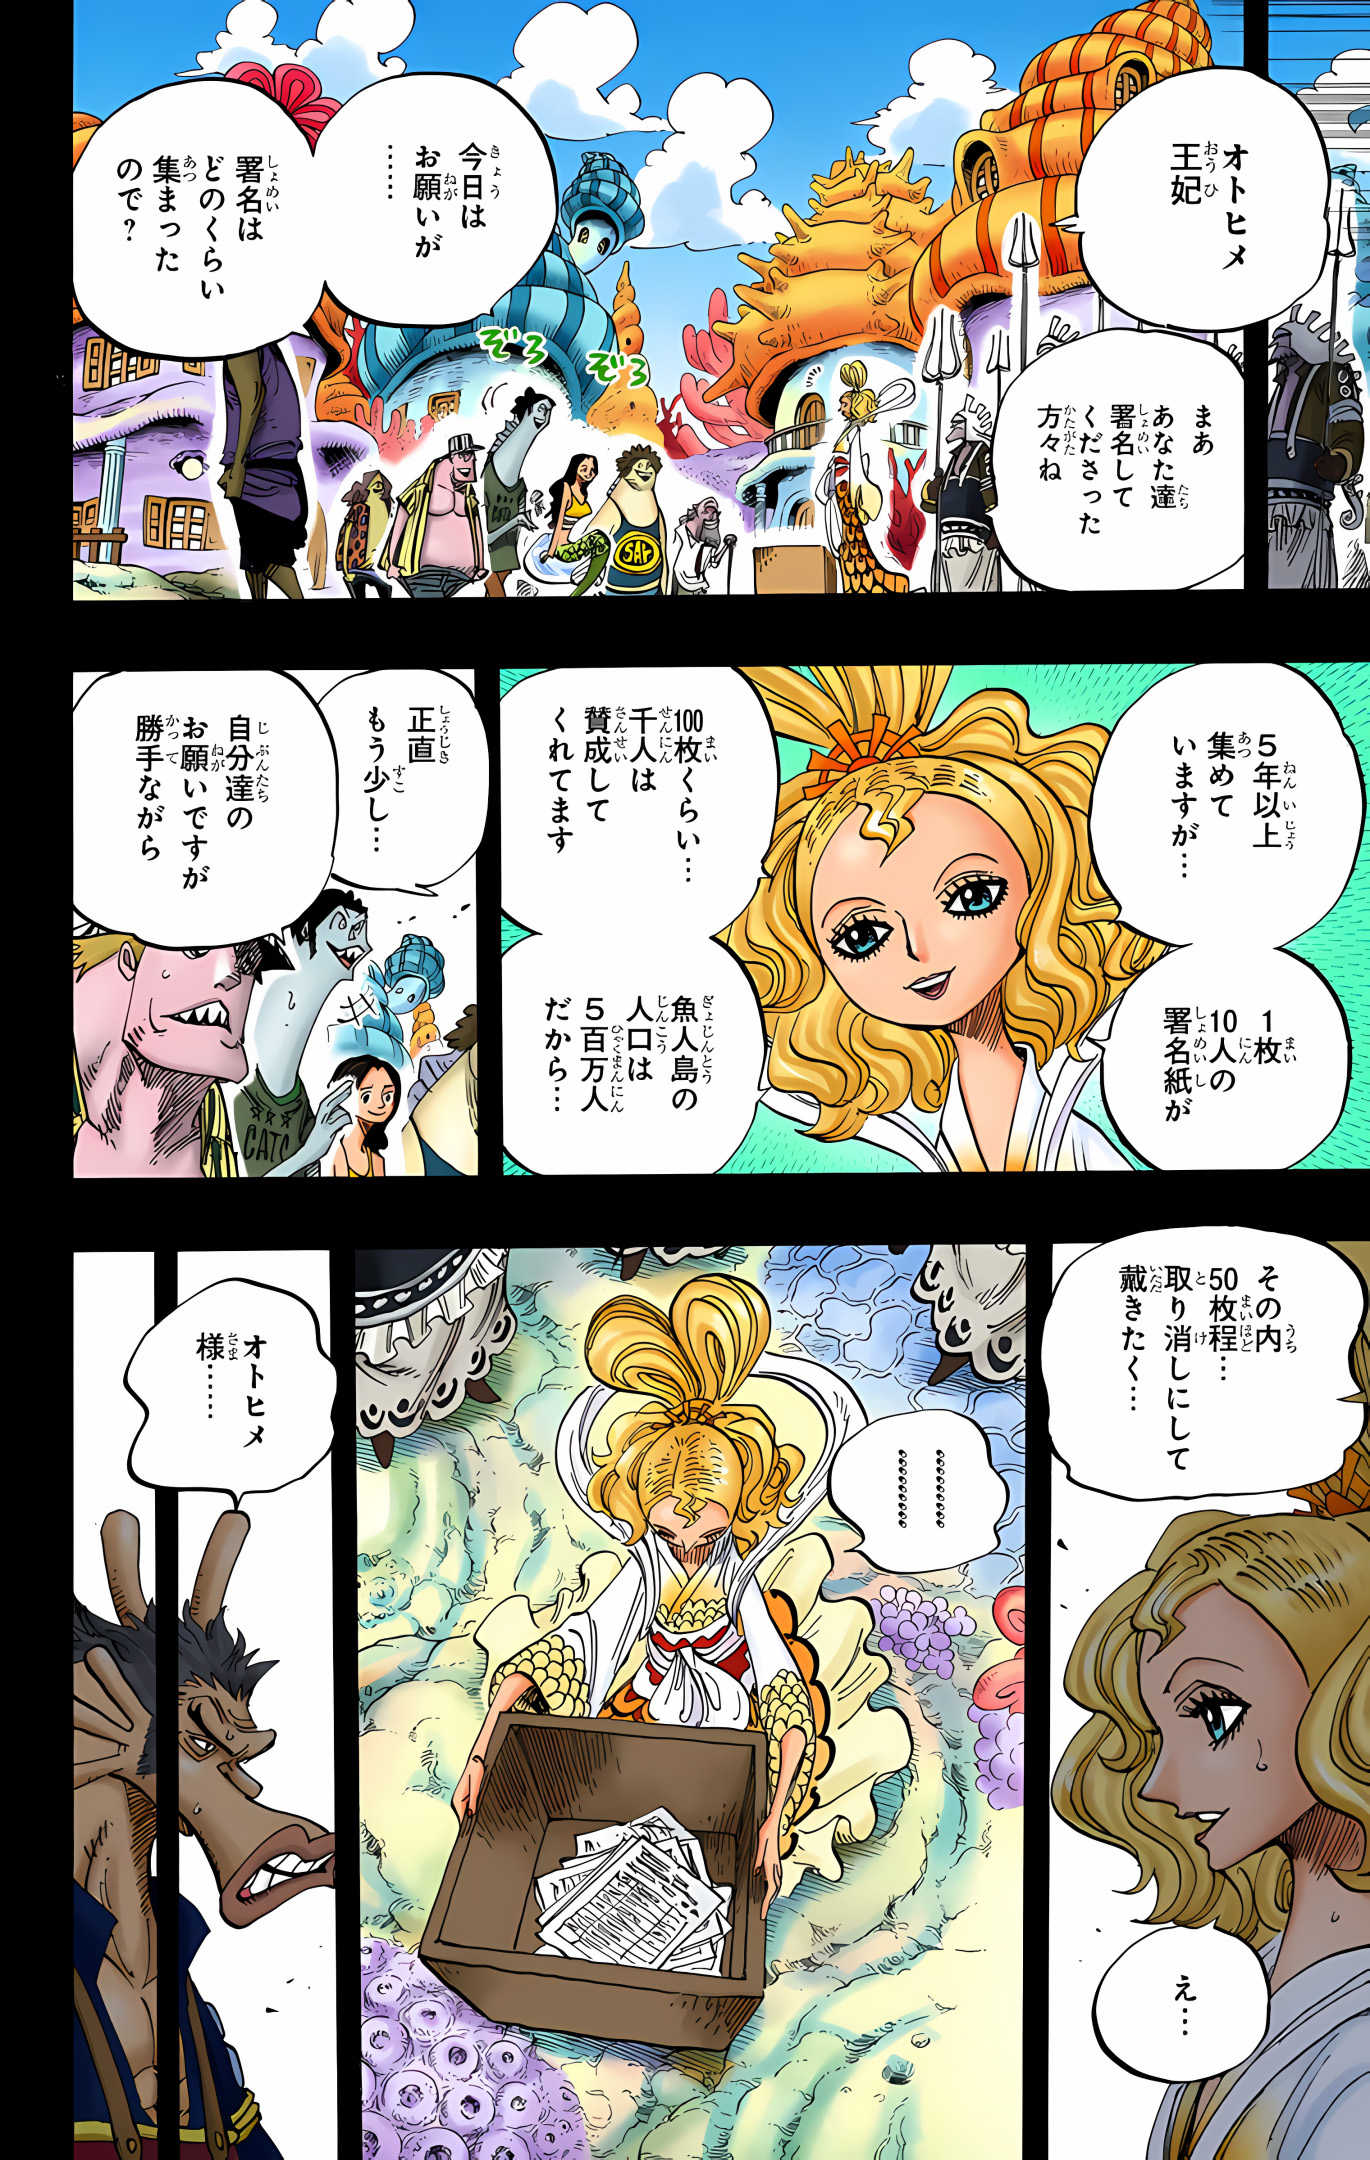 オトヒメ
王妃
まあ
あなた達
署名して
くださった
方々ね
ぞろ
ぞろ
SAP
今日は
お願いが
……
署名は
どのくらい
集まった
ので？
5年以上
集めて
いますが…
1枚
10人の
署名紙が
100枚くらい…
千人は
賛成して
くれてます
魚人島の
人口は
5百万人
だから…
正直
もう少し…
自分達の
お願いですが
勝手ながら
CATC
その内
50枚程…
取り消しにして
戴きたく…
え…
………
………
オトヒメ
様……